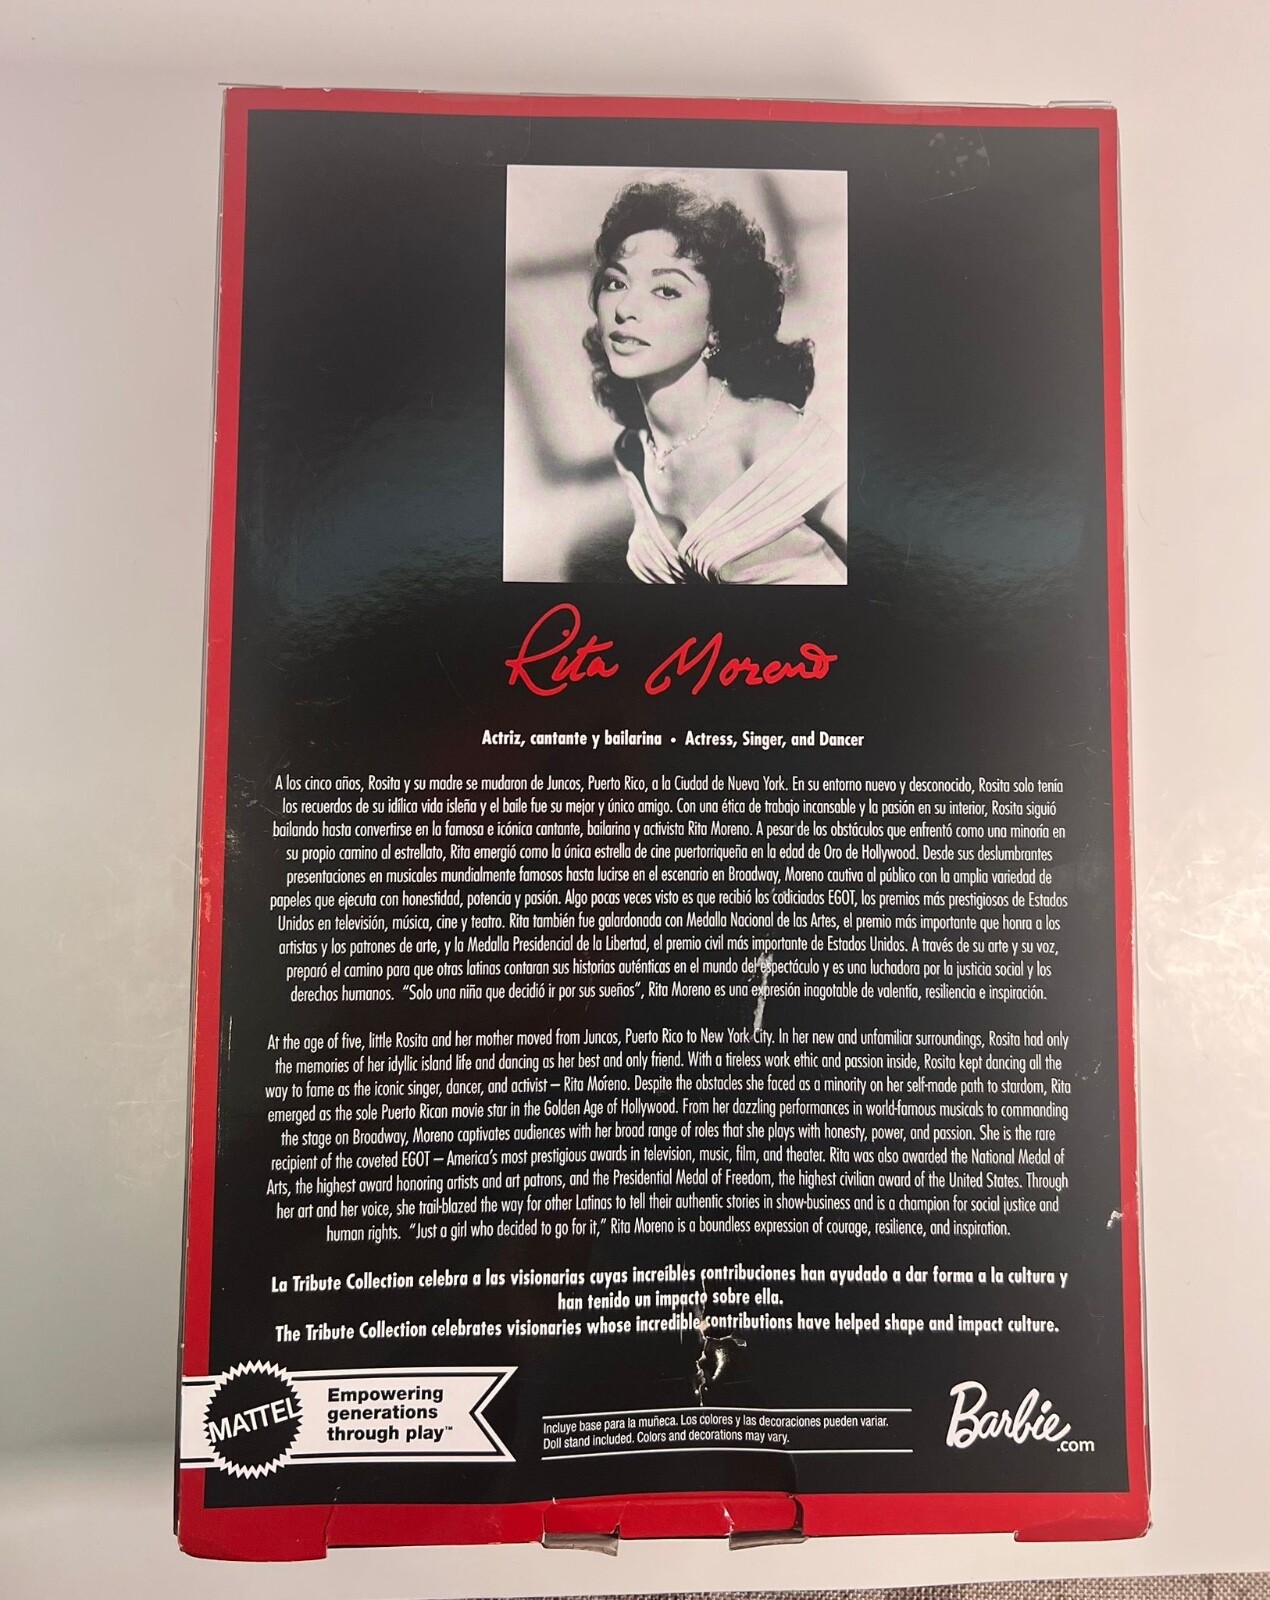 Rita Moreno
Actriz, cantante y bailarina • Actress, Singer, and Dancer
A los cinco años, Rosita y su madre se mudaron de Juncos, Puerto Rico, a la Ciudad de Nueva York. En su entorno nuevo y desconocido, Rosita solo tenía
los recuerdos de su idílica vida isleña y el baile fue su mejor y único amigo. Con una ética de trabajo incansable y la pasión en su interior, Rosita siguió
bailando hasta convertirse en la famosa e icónica cantante, bailarina y activista Rita Moreno. A pesar de los obstáculos que enfrentó como una minoría en
su propio camino al estrellato, Rita emergió como la única estrella de cine puertorriqueña en la edad de Oro de Hollywood. Desde sus deslumbrantes
presentaciones en musicales mundialmente famosos hasta lucirse en el escenario en Broadway, Moreno cautiva al público con la amplia variedad de
papeles que ejecuta con honestidad, potencia y pasión. Algo pocas veces visto es que recibió los codiciados EGOT, los premios más prestigiosos de Estados
Unidos en televisión, música, cine y teatro. Rita también fue galardonada con Medalla Nacional de las Artes, el premio más importante que honra a los
artistas y los patrones de arte, y la Medalla Presidencial de la Libertad, el premio civil más importante de Estados Unidos. A través de su arte y su voz,
preparó el camino para que otras latinas contaran sus historias auténticas en el mundo del espectáculo y es una luchadora por la justicia social y los
derechos humanos. “Solo una niña que decidió ir por sus sueños”, Rita Moreno es una expresión inagotable de valentía, resiliencia e inspiración.
At the age of five, little Rosita and her mother moved from Juncos, Puerto Rico to New York City. In her new and unfamiliar surroundings, Rosita had only
the memories of her idyllic island life and dancing as her best and only friend. With a tireless work ethic and passion inside, Rosita kept dancing all the
way to fame as the iconic singer, dancer, and activist – Rita Moreno. Despite the obstacles she faced as a minority on her self-made path to stardom, Rita
emerged as the sole Puerto Rican movie star in the Golden Age of Hollywood. From her dazzling performances in world-famous musicals to commanding
the stage on Broadway, Moreno captivates audiences with her broad range of roles that she plays with honesty, power, and passion. She is the rare
recipient of the coveted EGOT – America’s most prestigious awards in television, music, film, and theater. Rita was also awarded the National Medal of
Arts, the highest award honoring artists and art patrons, and the Presidential Medal of Freedom, the highest civilian award of the United States. Through
her art and her voice, she trail-blazed the way for other Latinas to tell their authentic stories in show-business and is a champion for social justice and
human rights. “Just a girl who decided to go for it,” Rita Moreno is a boundless expression of courage, resilience, and inspiration.
La Tribute Collection celebra a las visionarias cuyas increíbles contribuciones han ayudado a dar forma a la cultura y
han tenido un impacto sobre ella.
The Tribute Collection celebrates visionaries whose incredible contributions have helped shape and impact culture.
MATTEL
Empowering
generations
through play™
Incluye base para la muñeca. Los colores y las decoraciones pueden variar.
Doll stand included. Colors and decorations may vary.
Barbie
.com